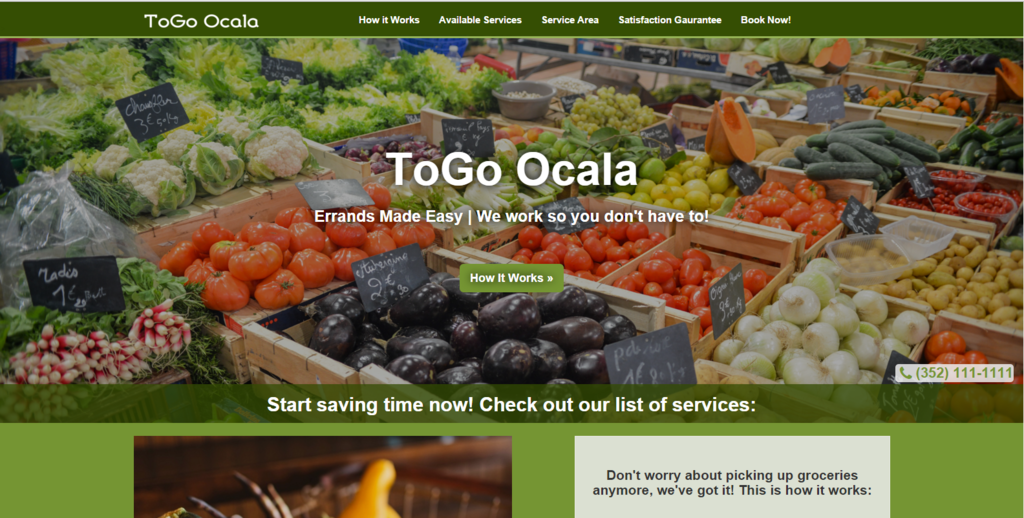 ToGo Ocala
How it Works
Available Services
Service Area
Satisfaction Gaurantee
Book Now!
ToGo Ocala
Errands Made Easy | We work so you don't have to!
How It Works »
(352) 111-1111
Start saving time now! Check out our list of services:
Don't worry about picking up groceries
anymore, we've got it! This is how it works: